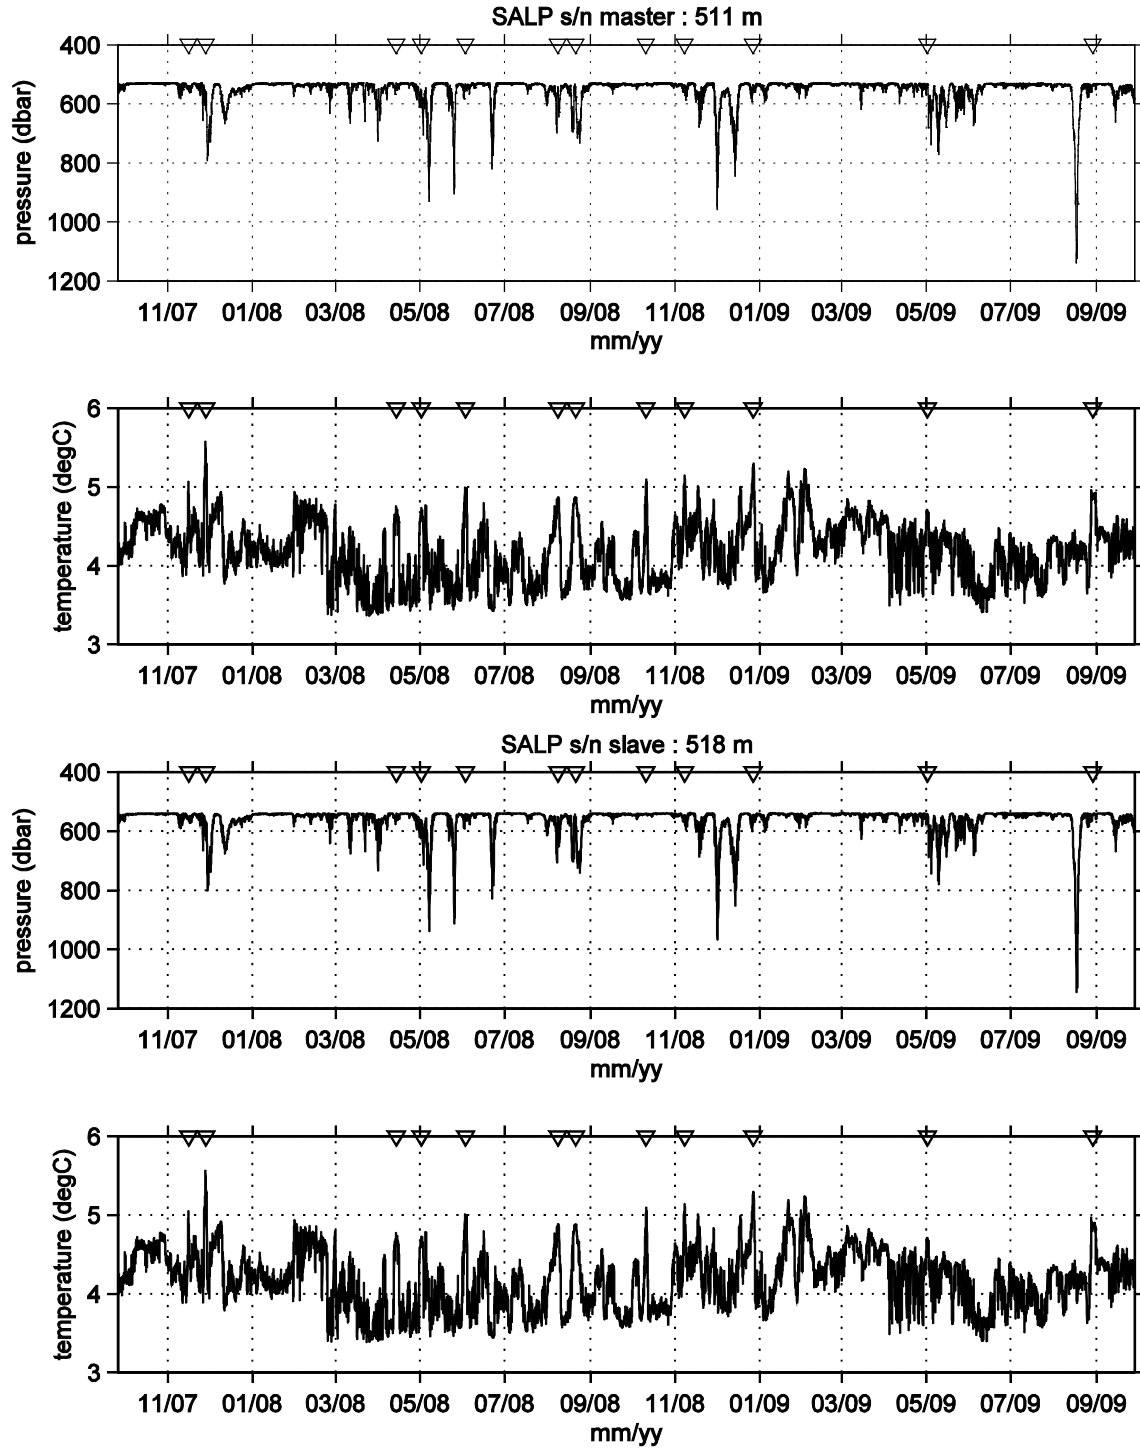 SALP s/n master : 511 m
400
600
800
1000
1200
pressure (dbar)
11/07 01/08 03/08 05/08 07/08 09/08 11/08 01/09 03/09 05/09 07/09 09/09
mm/yy
6
5
4
3
temperature (degC)
11/07 01/08 03/08 05/08 07/08 09/08 11/08 01/09 03/09 05/09 07/09 09/09
mm/yy
SALP s/n slave : 518 m
400
600
800
1000
1200
pressure (dbar)
11/07 01/08 03/08 05/08 07/08 09/08 11/08 01/09 03/09 05/09 07/09 09/09
mm/yy
6
5
4
3
temperature (degC)
11/07 01/08 03/08 05/08 07/08 09/08 11/08 01/09 03/09 05/09 07/09 09/09
mm/yy